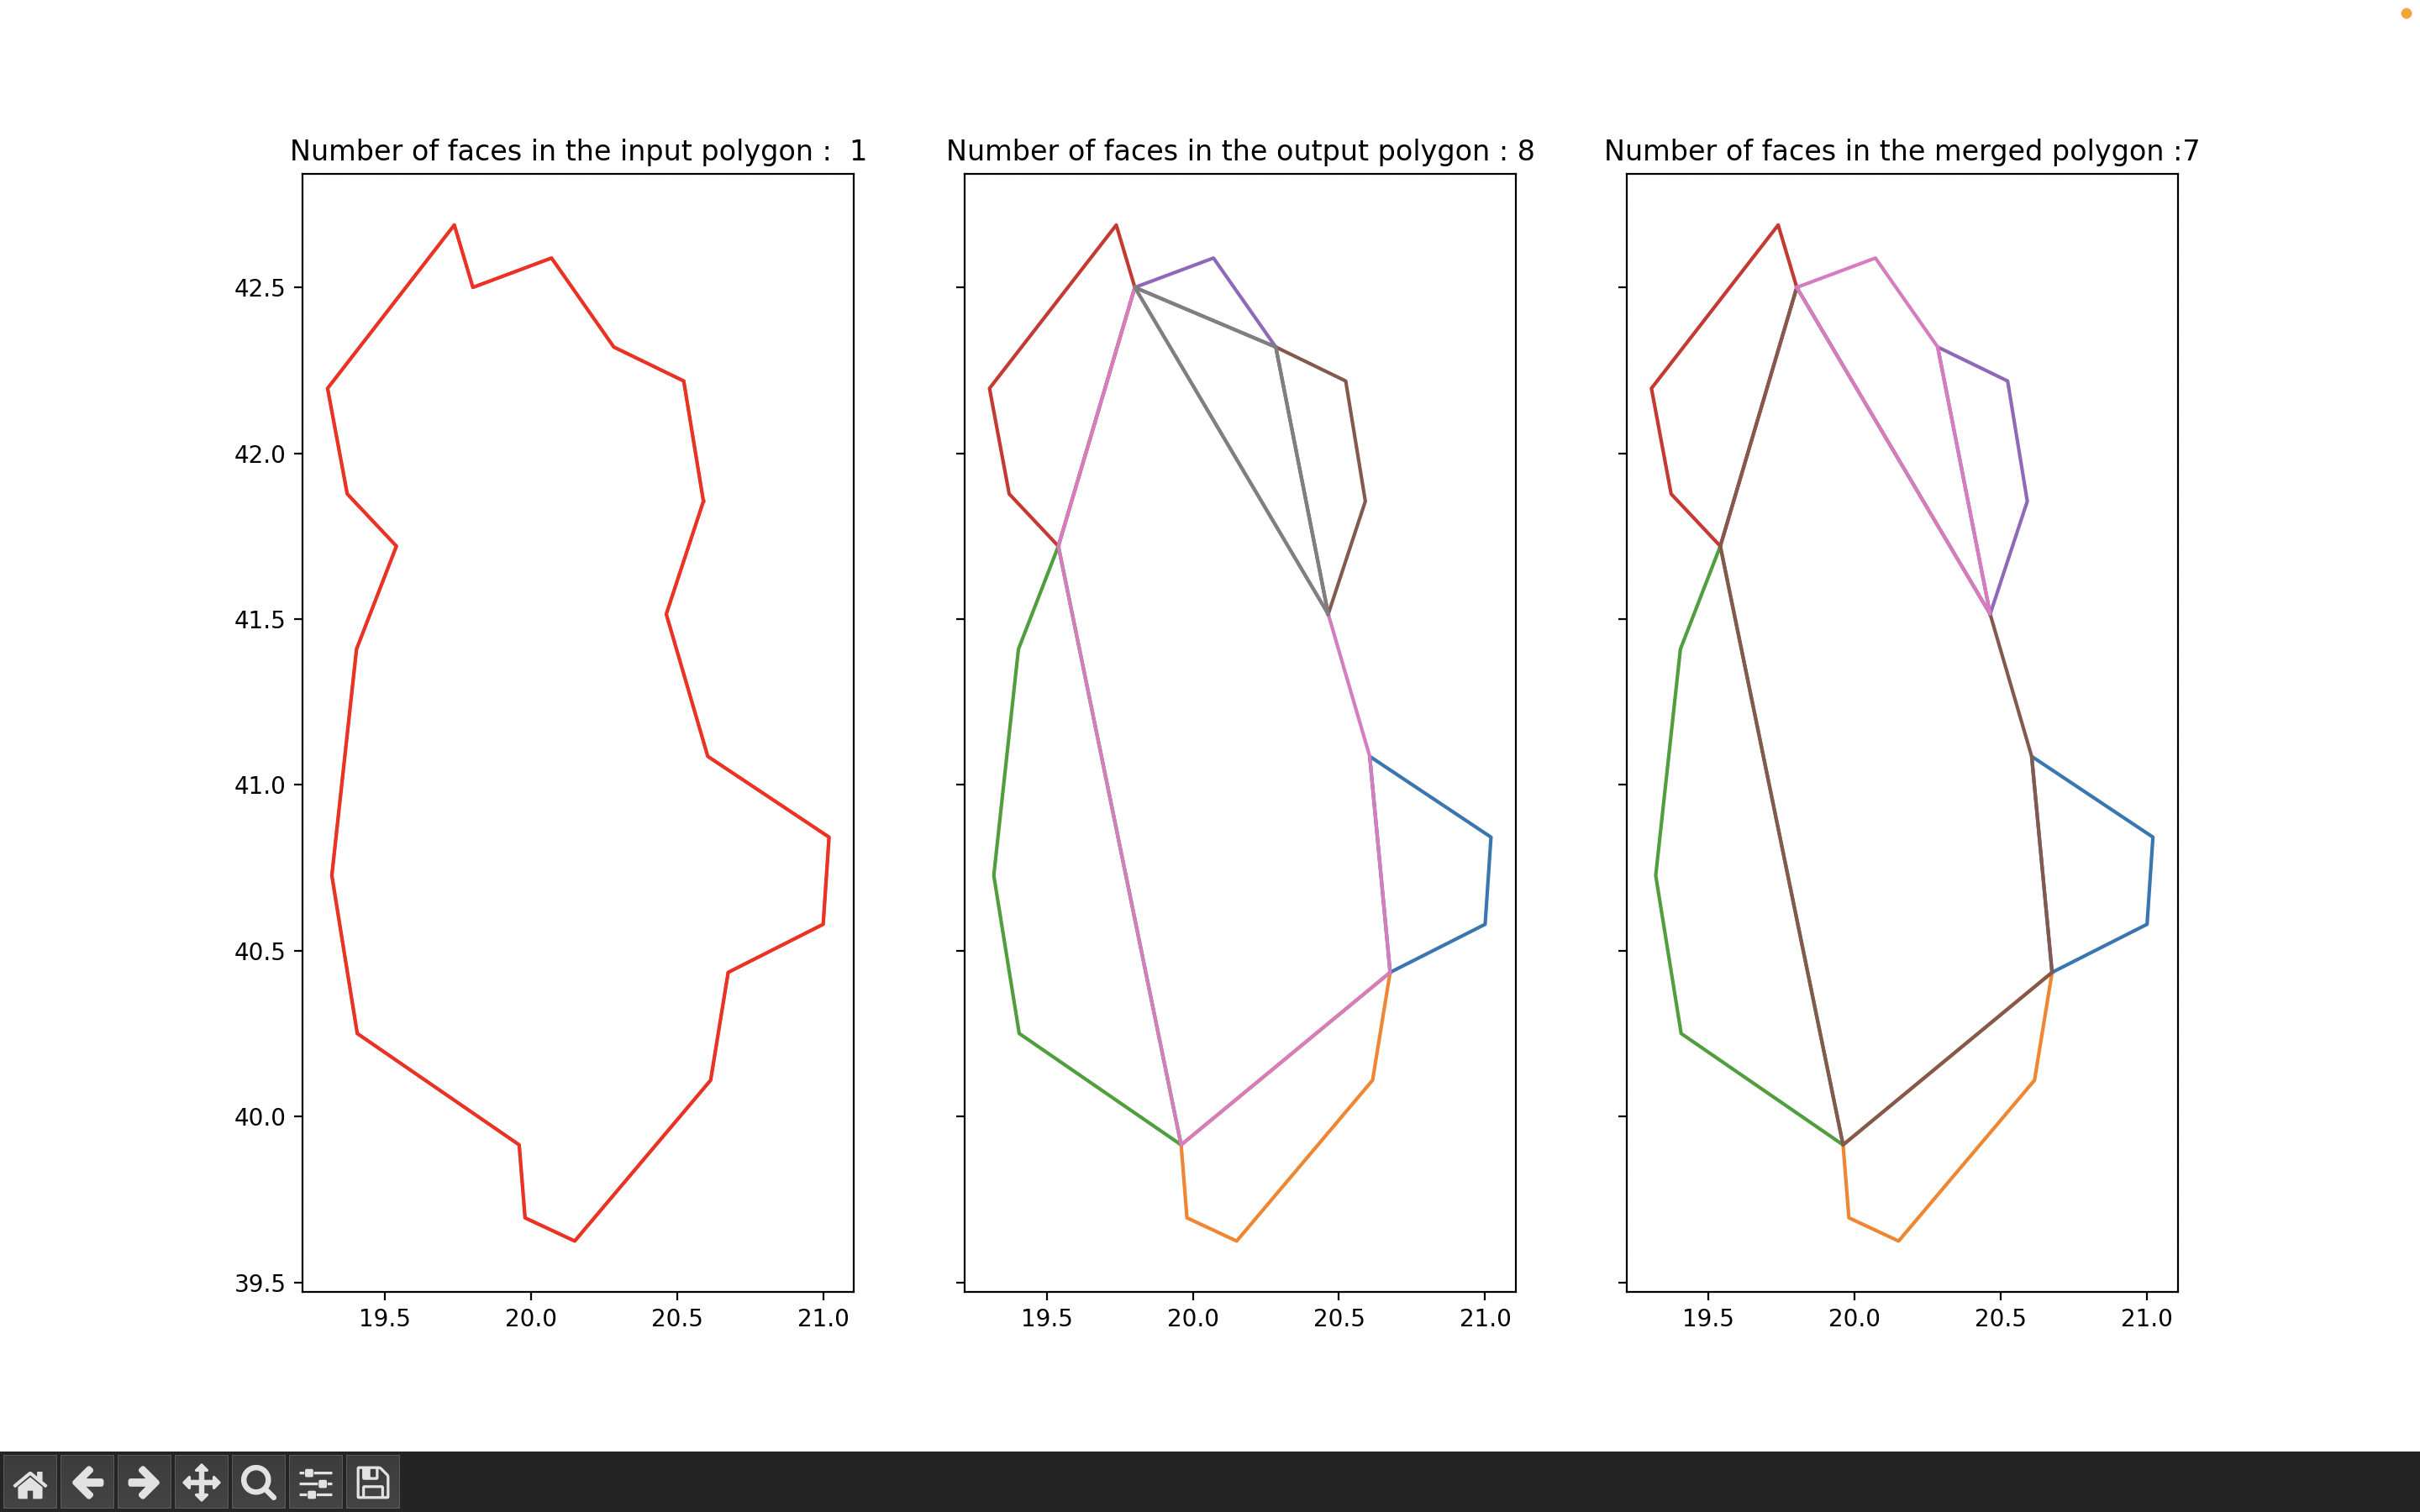 Number of faces in the input polygon :  1
Number of faces in the output polygon : 8
Number of faces in the merged polygon :7
42.5
42.0
41.5
41.0
40.5
40.0
39.5
19.5 20.0 20.5 21.0
19.5 20.0 20.5 21.0
19.5 20.0 20.5 21.0